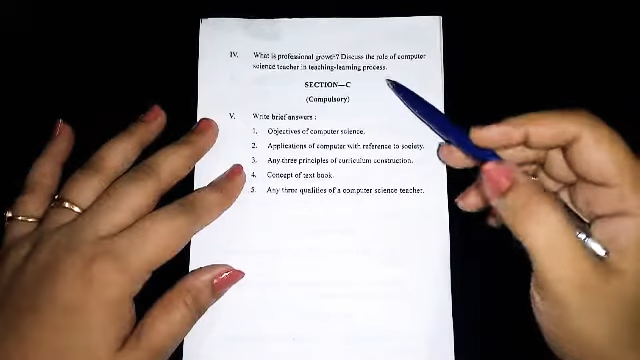 IV. What is professional growth? Discuss the role of computer
science teacher in teaching-learning process.
SECTION—C
(Compulsory)
V. Write brief answers :
1. Objectives of computer science.
2. Applications of computer with reference to society.
3. Any three principles of curriculum construction.
4. Concept of text book.
5. Any three qualities of a computer science teacher.